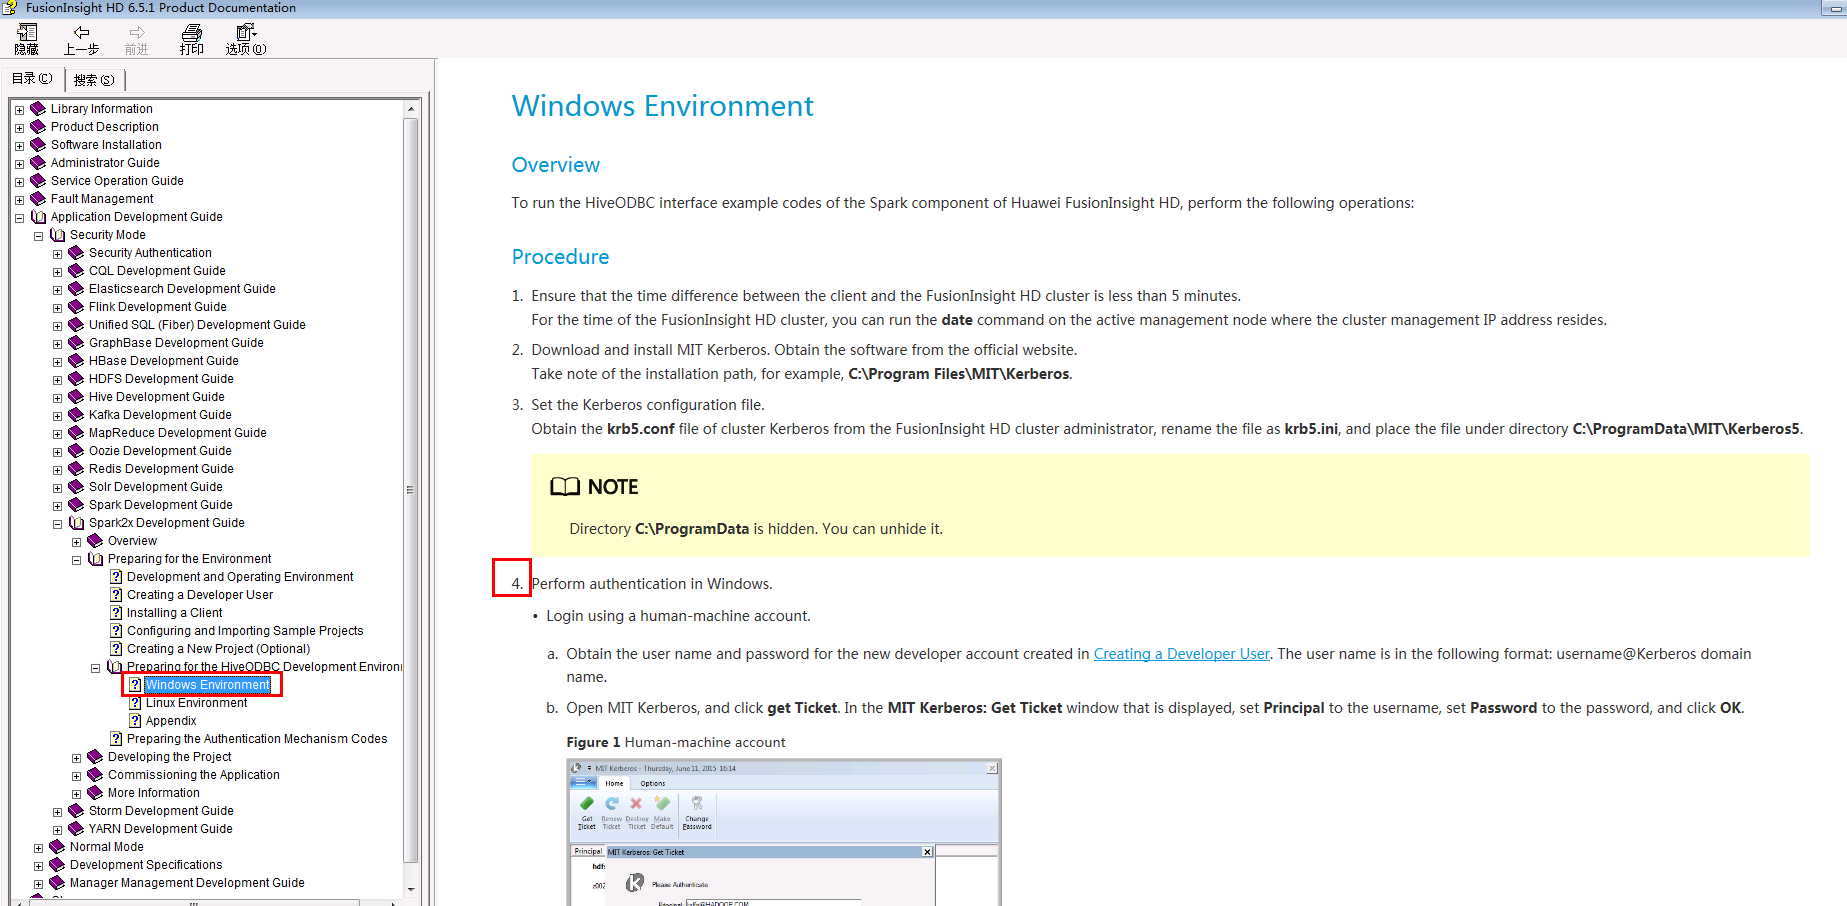 FusionInsight HD 6.5.1 Product Documentation
隐藏 上一步 前进 打印 选项(O)
目录(C) 搜索(S)
Library Information
Product Description
Software Installation
Administrator Guide
Service Operation Guide
Fault Management
Application Development Guide
Security Mode
Security Authentication
CQL Development Guide
Elasticsearch Development Guide
Flink Development Guide
Unified SQL (Fiber) Development Guide
GraphBase Development Guide
HBase Development Guide
HDFS Development Guide
Hive Development Guide
Kafka Development Guide
MapReduce Development Guide
Oozie Development Guide
Redis Development Guide
Solr Development Guide
Spark Development Guide
Spark2x Development Guide
Overview
Preparing for the Environment
Development and Operating Environment
Creating a Developer User
Installing a Client
Configuring and Importing Sample Projects
Creating a New Project (Optional)
Preparing for the HiveODBC Development Environ
Windows Environment
Linux Environment
Appendix
Preparing the Authentication Mechanism Codes
Developing the Project
Commissioning the Application
More Information
Storm Development Guide
YARN Development Guide
Normal Mode
Development Specifications
Manager Management Development Guide
Windows Environment
Overview
To run the HiveODBC interface example codes of the Spark component of Huawei FusionInsight HD, perform the following operations:
Procedure
1. Ensure that the time difference between the client and the FusionInsight HD cluster is less than 5 minutes.
For the time of the FusionInsight HD cluster, you can run the date command on the active management node where the cluster management IP address resides.
2. Download and install MIT Kerberos. Obtain the software from the official website.
Take note of the installation path, for example, C:\Program Files\MIT\Kerberos.
3. Set the Kerberos configuration file.
Obtain the krb5.conf file of cluster Kerberos from the FusionInsight HD cluster administrator, rename the file as krb5.ini, and place the file under directory C:\ProgramData\MIT\Kerberos5.
NOTE
Directory C:\ProgramData is hidden. You can unhide it.
4. Perform authentication in Windows.
• Login using a human-machine account.
a. Obtain the user name and password for the new developer account created in Creating a Developer User. The user name is in the following format: username@Kerberos domain
name.
b. Open MIT Kerberos, and click get Ticket. In the MIT Kerberos: Get Ticket window that is displayed, set Principal to the username, set Password to the password, and click OK.
Figure 1 Human-machine account
MIT Kerberos - Thursday, June 11, 2015 16:14
Home Options
Get Ticket Renew Ticket Destroy Ticket Make Default Change Password
Principal MIT Kerberos: Get Ticket
hdfs
z002
Please Authenticate